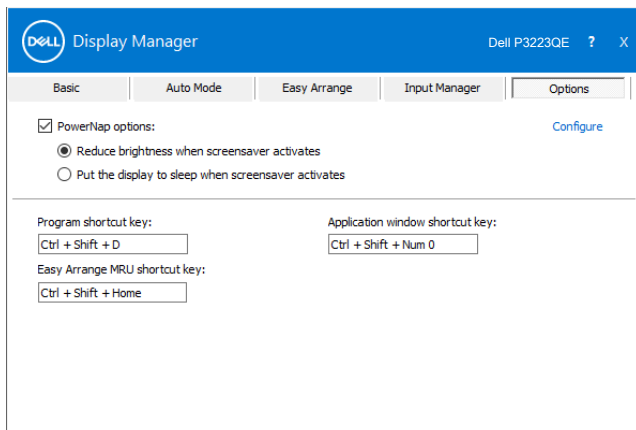 DELL Display Manager Dell P3223QE ? X
Basic Auto Mode Easy Arrange Input Manager Options
PowerNap options: Configure
Reduce brightness when screensaver activates
Put the display to sleep when screensaver activates
Program shortcut key: Application window shortcut key:
Ctrl + Shift + D Ctrl + Shift + Num 0
Easy Arrange MRU shortcut key:
Ctrl + Shift + Home